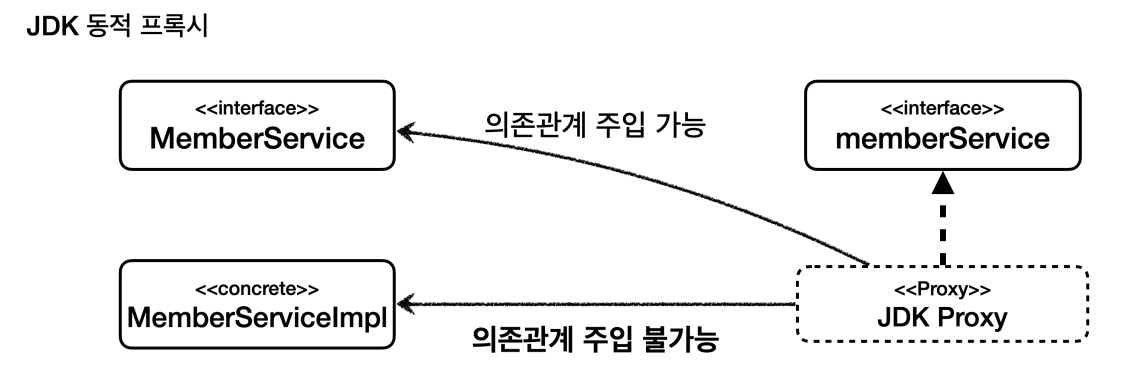 JDK 동적 프록시
<<interface>>
MemberService
의존관계 주입 가능
<<interface>>
memberService
<<concrete>>
MemberServiceImpl
의존관계 주입 불가능
<<Proxy>>
JDK Proxy